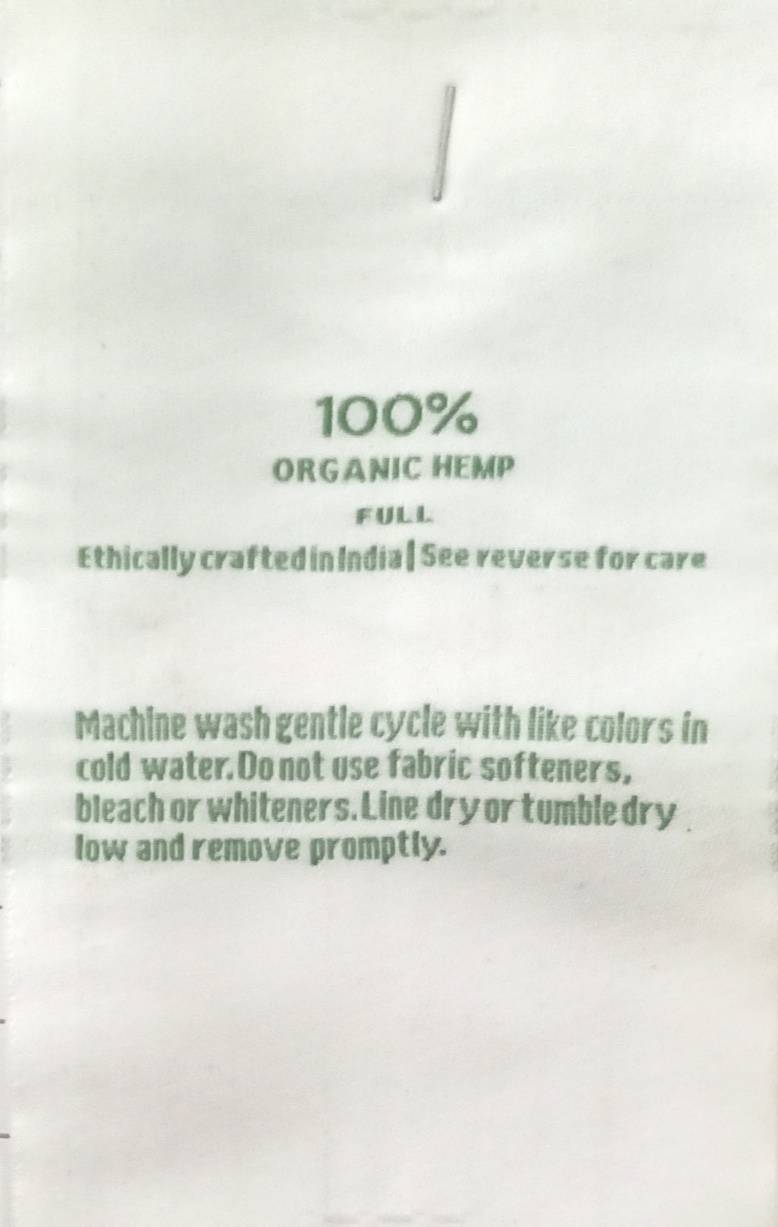 100%
ORGANIC HEMP
FULL
Ethically crafted in India | See reverse for care
Machine wash gentle cycle with like colors in
cold water. Do not use fabric softeners,
bleach or whiteners. Line dry or tumble dry
low and remove promptly.